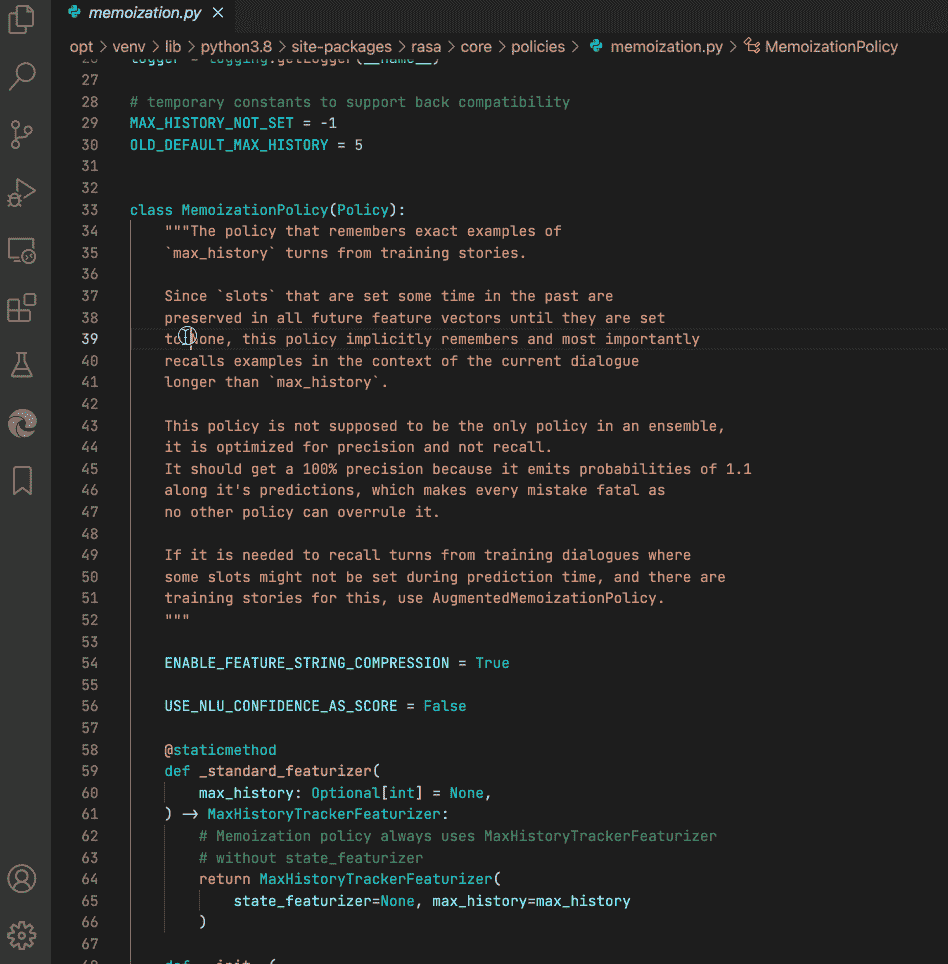 memoization.py ×
opt > venv > lib > python3.8 > site-packages > rasa > core > policies > memoization.py > MemoizationPolicy
26 logger = logging.getLogger(__name__)
27
28 # temporary constants to support back compatibility
29 MAX_HISTORY_NOT_SET = -1
30 OLD_DEFAULT_MAX_HISTORY = 5
31
32
33 class MemoizationPolicy(Policy):
34 """The policy that remembers exact examples of
35 `max_history` turns from training stories.
36
37 Since `slots` that are set some time in the past are
38 preserved in all future feature vectors until they are set
39 to None, this policy implicitly remembers and most importantly
40 recalls examples in the context of the current dialogue
41 longer than `max_history`.
42
43 This policy is not supposed to be the only policy in an ensemble,
44 it is optimized for precision and not recall.
45 It should get a 100% precision because it emits probabilities of 1.1
46 along it's predictions, which makes every mistake fatal as
47 no other policy can overrule it.
48
49 If it is needed to recall turns from training dialogues where
50 some slots might not be set during prediction time, and there are
51 training stories for this, use AugmentedMemoizationPolicy.
52 """
53
54 ENABLE_FEATURE_STRING_COMPRESSION = True
55
56 USE_NLU_CONFIDENCE_AS_SCORE = False
57
58 @staticmethod
59 def _standard_featurizer(
60 max_history: Optional[int] = None,
61 ) -> MaxHistoryTrackerFeaturizer:
62 # Memoization policy always uses MaxHistoryTrackerFeaturizer
63 # without state_featurizer
64 return MaxHistoryTrackerFeaturizer(
65 state_featurizer=None, max_history=max_history
66 )
67
68 def __init__(